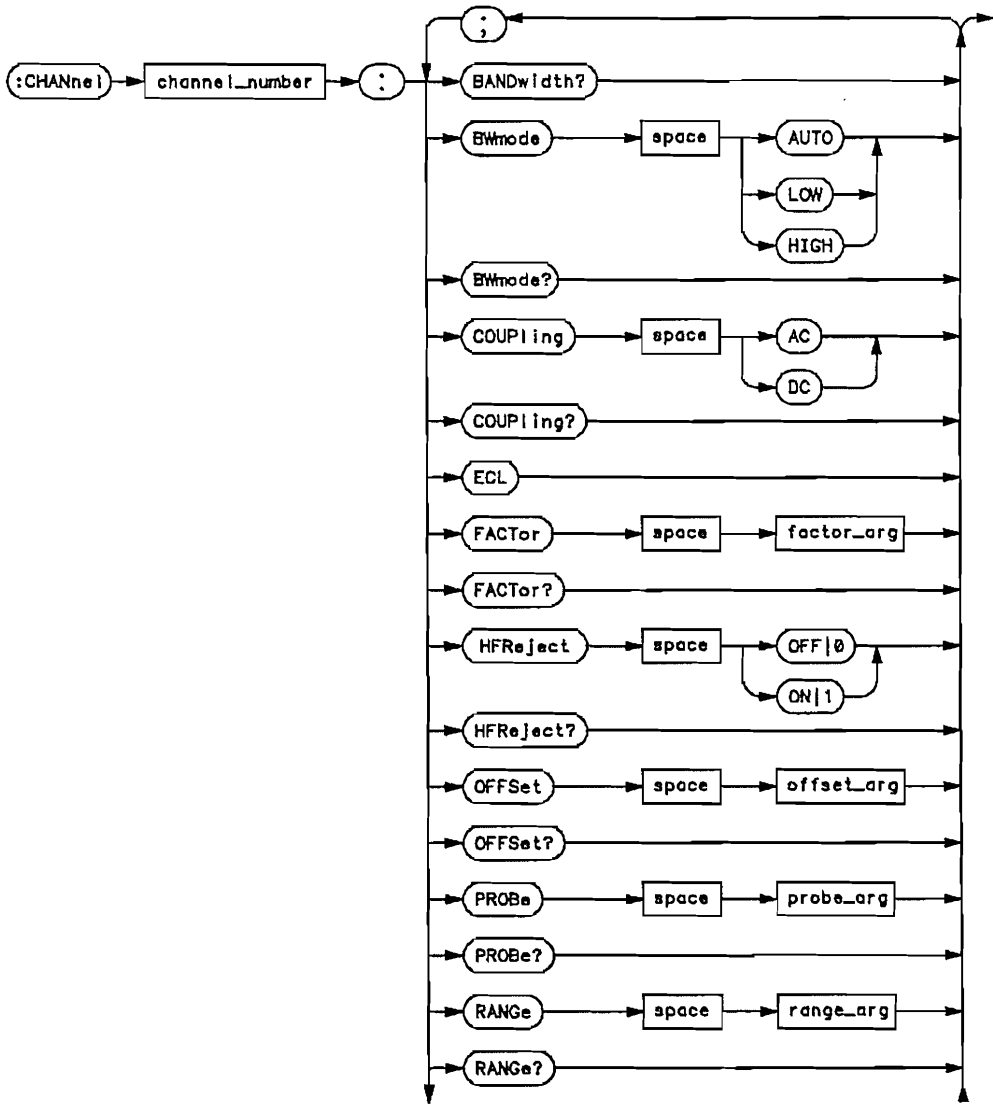 ;
:CHANnel channel_number : BANDwidth?
BWmode space AUTO
LOW
HIGH
BWmode?
COUPling space AC
DC
COUPling?
ECL
FACTor space factor_arg
FACTor?
HFReject space OFF|0
ON|1
HFReject?
OFFSet space offset_arg
OFFSet?
PROBe space probe_arg
PROBe?
RANGe space range_arg
RANGe?